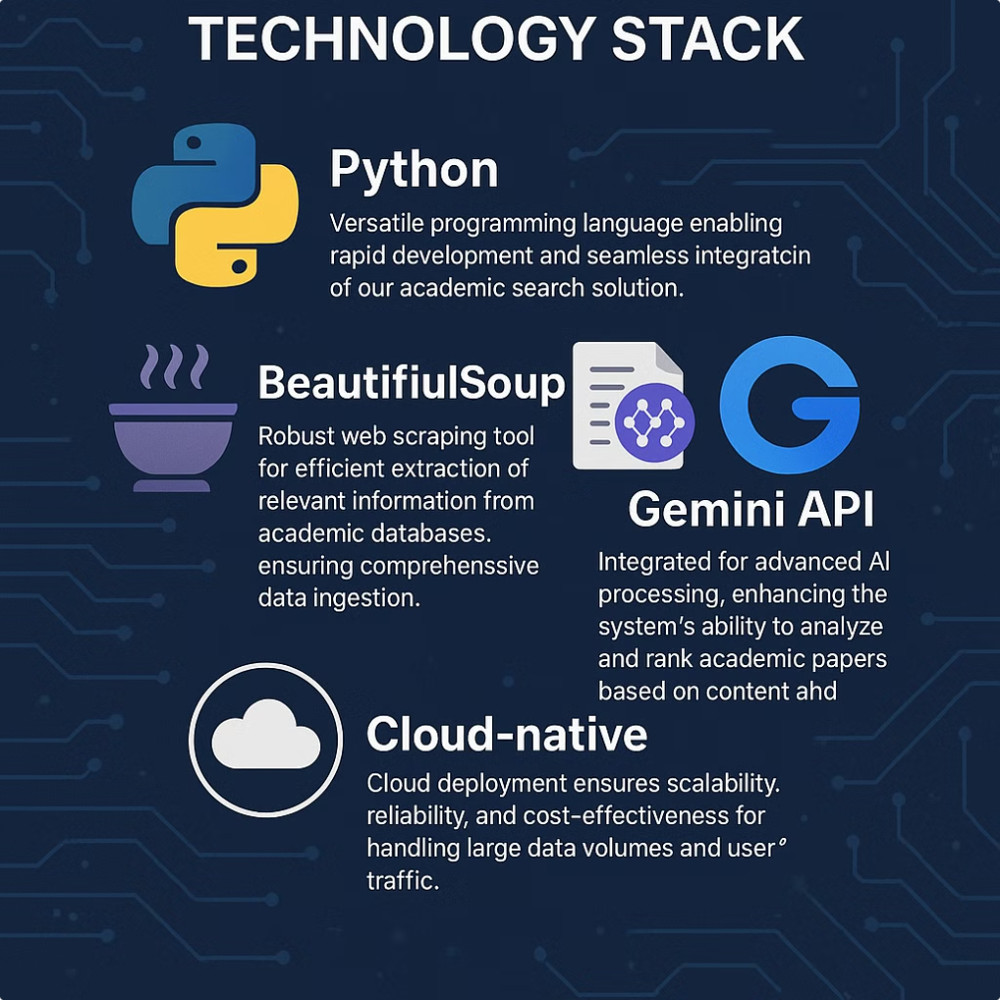 TECHNOLOGY STACK
Python
Versatile programming language enabling
rapid development and seamless integratcin
of our academic search solution.
BeautifiulSoup
Robust web scraping tool
for efficient extraction of
relevant information from
academic databases.
ensuring comprehenssive
data ingestion.
Gemini API
Integrated for advanced AI
processing, enhancing the
system's ability to analyze
and rank academic papers
based on content ahd
Cloud-native
Cloud deployment ensures scalability.
reliability, and cost-effectiveness for
handling large data volumes and user°
traffic.